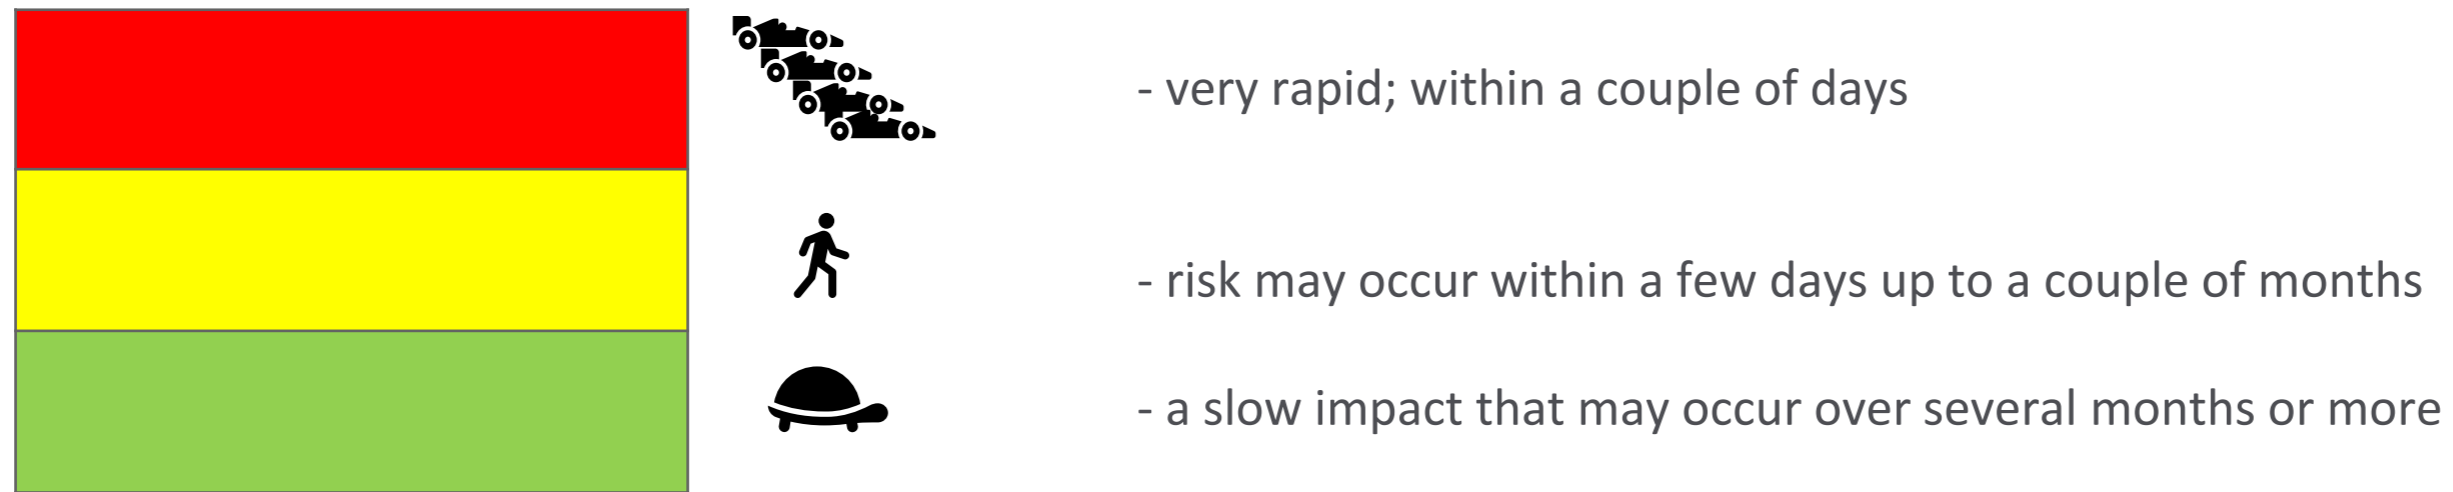 - very rapid; within a couple of days
- risk may occur within a few days up to a couple of months
- a slow impact that may occur over several months or more